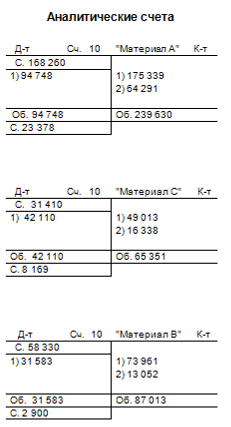 Аналитические счета
Д-т Сч. 10 "Материал А" К-т
С. 168 260
1) 94 748 1) 175 339
2) 64 291
Об. 94 748 Об. 239 630
С. 23 378
Д-т Сч. 10 "Материал С" К-т
С. 31 410
1) 42 110 1) 49 013
2) 16 338
Об. 42 110 Об. 65 351
С. 8 169
Д-т Сч. 10 "Материал В" К-т
С. 58 330
1) 31 583 1) 73 961
2) 13 052
Об. 31 583 Об. 87 013
С. 2 900